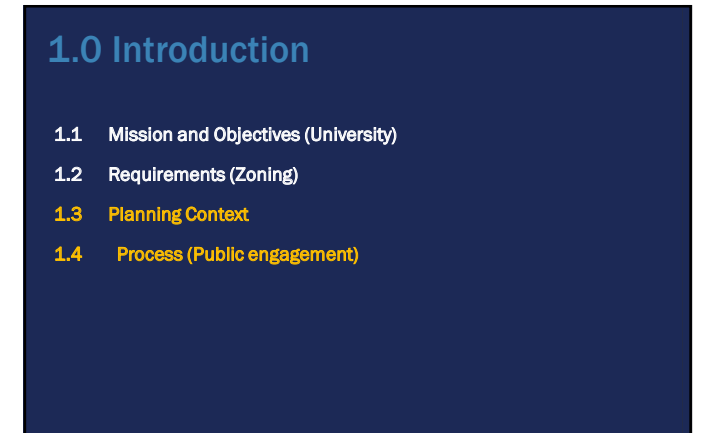 1.0 Introduction
1.1 Mission and Objectives (University)
1.2 Requirements (Zoning)
1.3 Planning Context
1.4 Process (Public engagement)